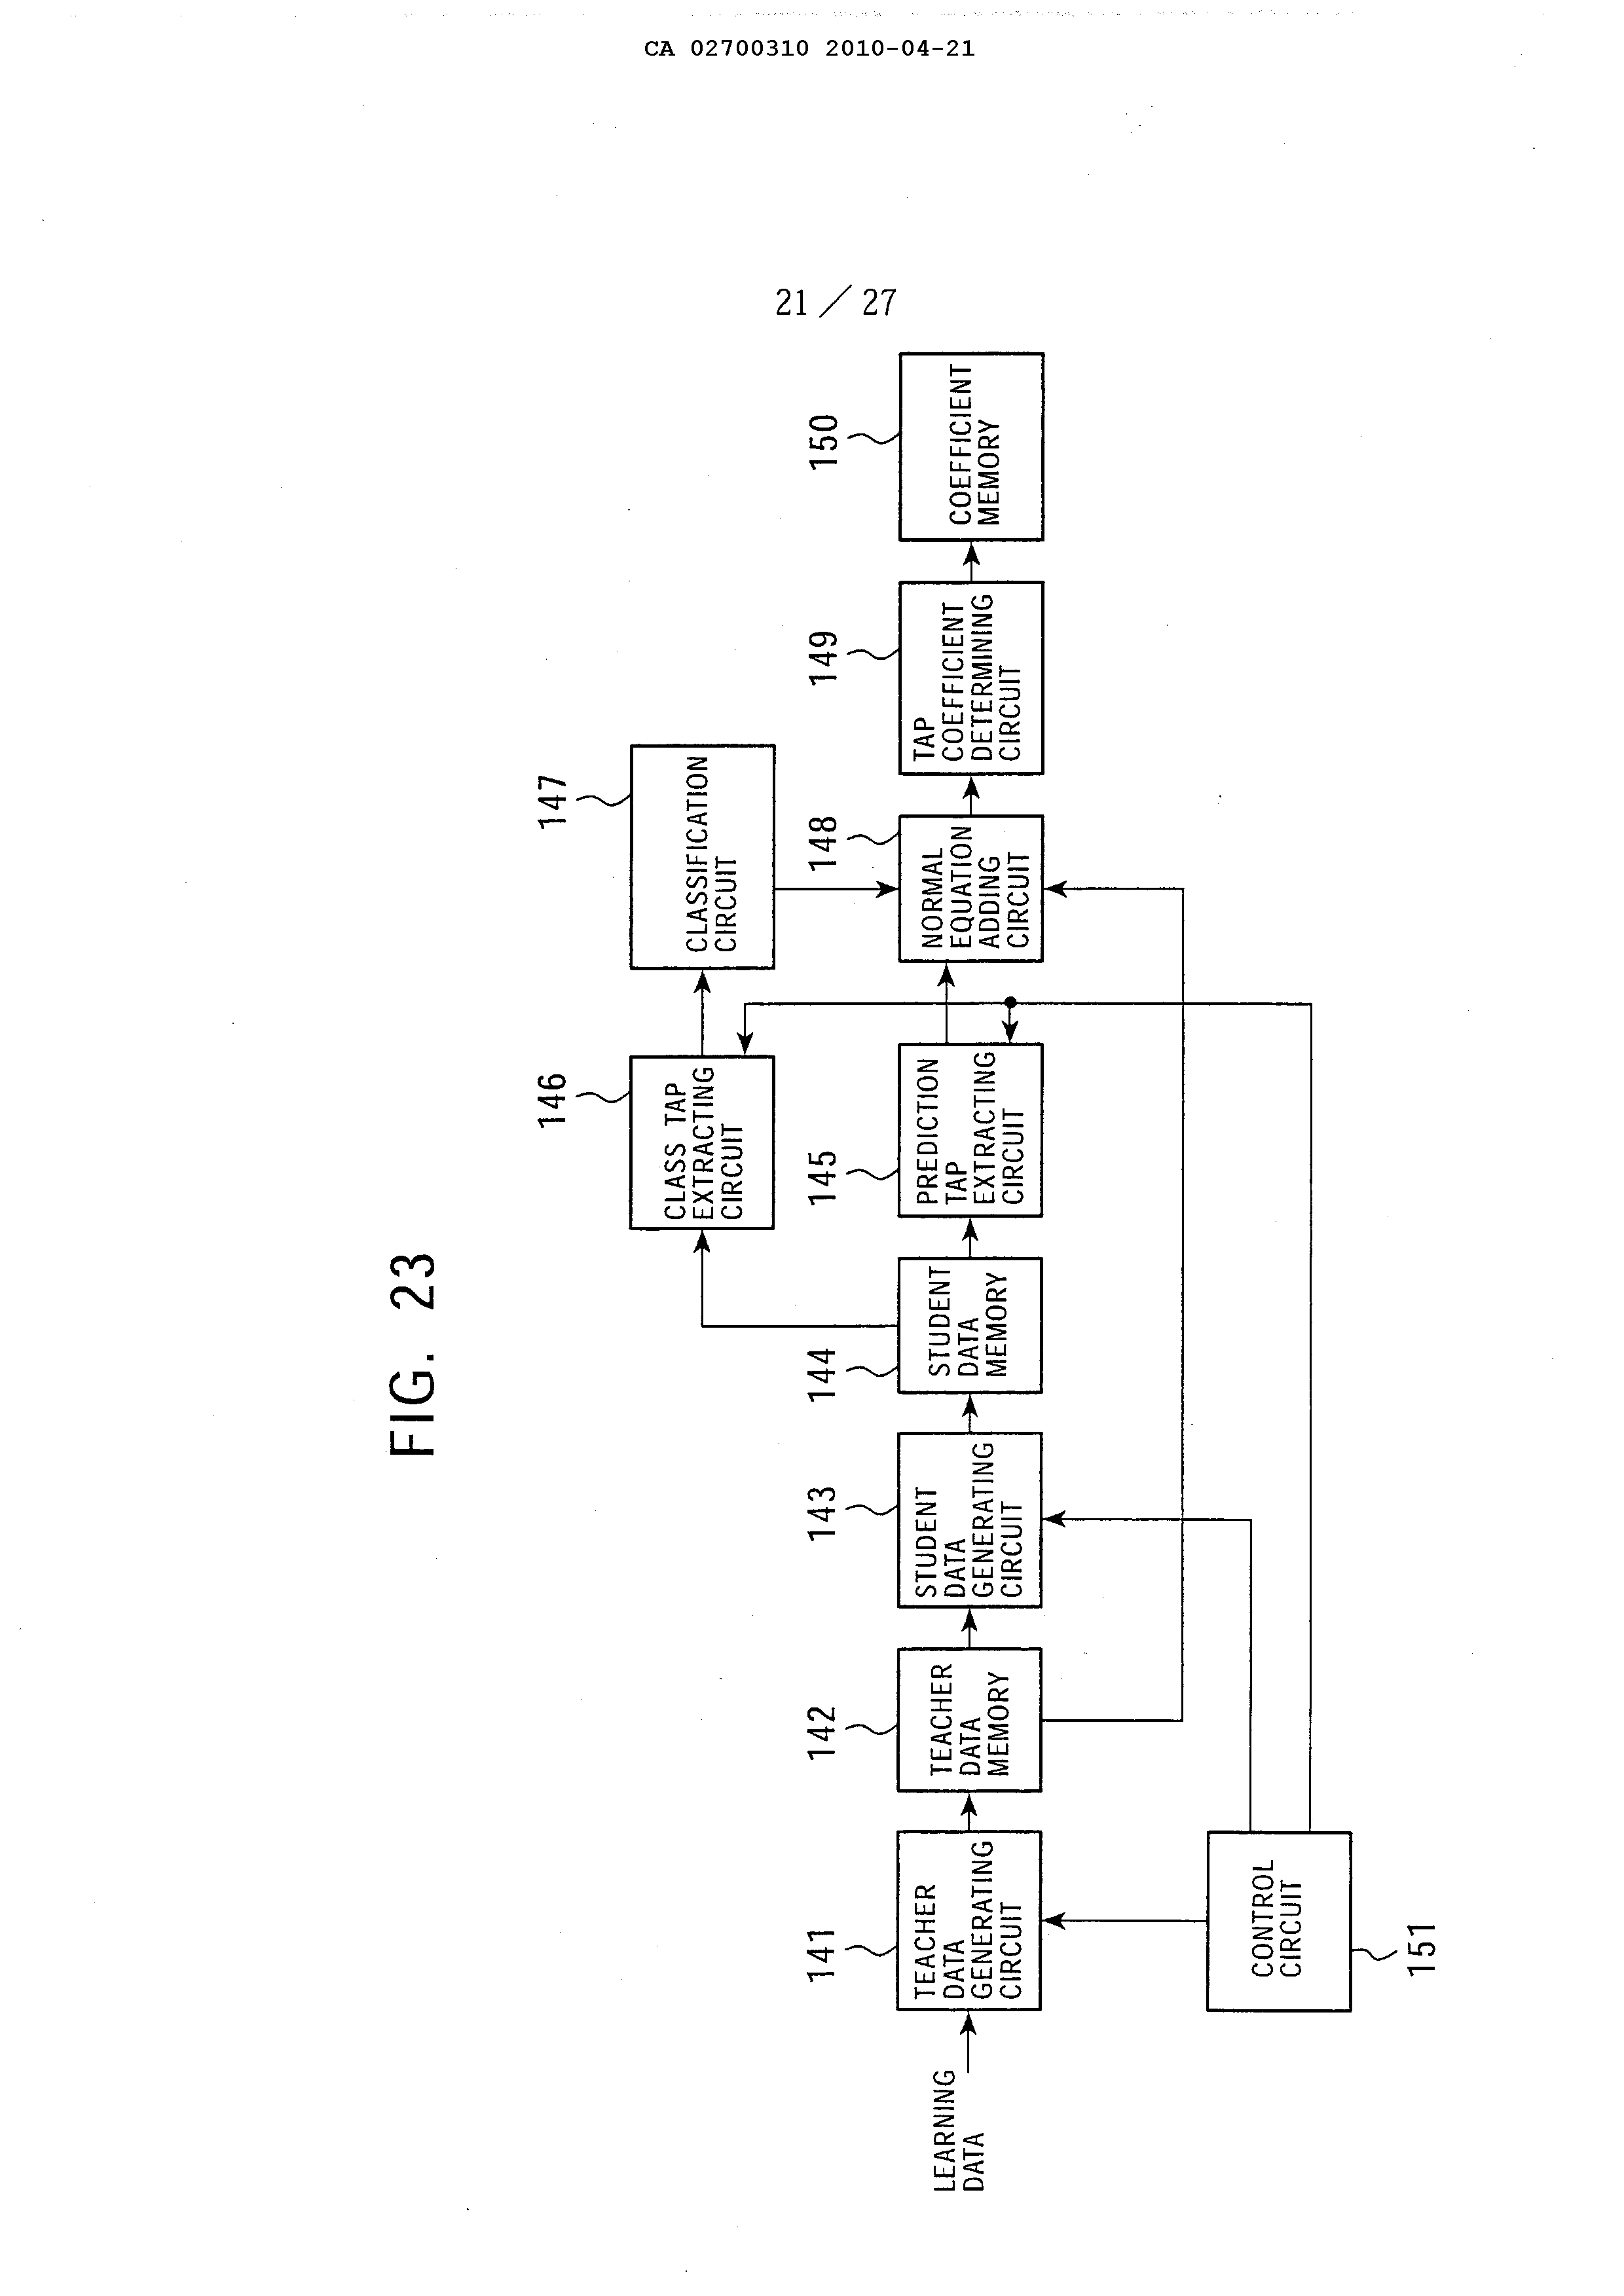 CA 02700310 2010-04-21
21 / 27
FIG. 23
LEARNING
DATA
141
TEACHER
DATA
GENERATING
CIRCUIT
142
TEACHER
DATA
MEMORY
143
STUDENT
DATA
GENERATING
CIRCUIT
144
STUDENT
DATA
MEMORY
145
PREDICTION
TAP
EXTRACTING
CIRCUIT
146
CLASS TAP
EXTRACTING
CIRCUIT
147
CLASSIFICATION
CIRCUIT
148
NORMAL
EQUATION
ADDING
CIRCUIT
149
TAP
COEFFICIENT
DETERMINING
CIRCUIT
150
COEFFICIENT
MEMORY
CONTROL
CIRCUIT
151